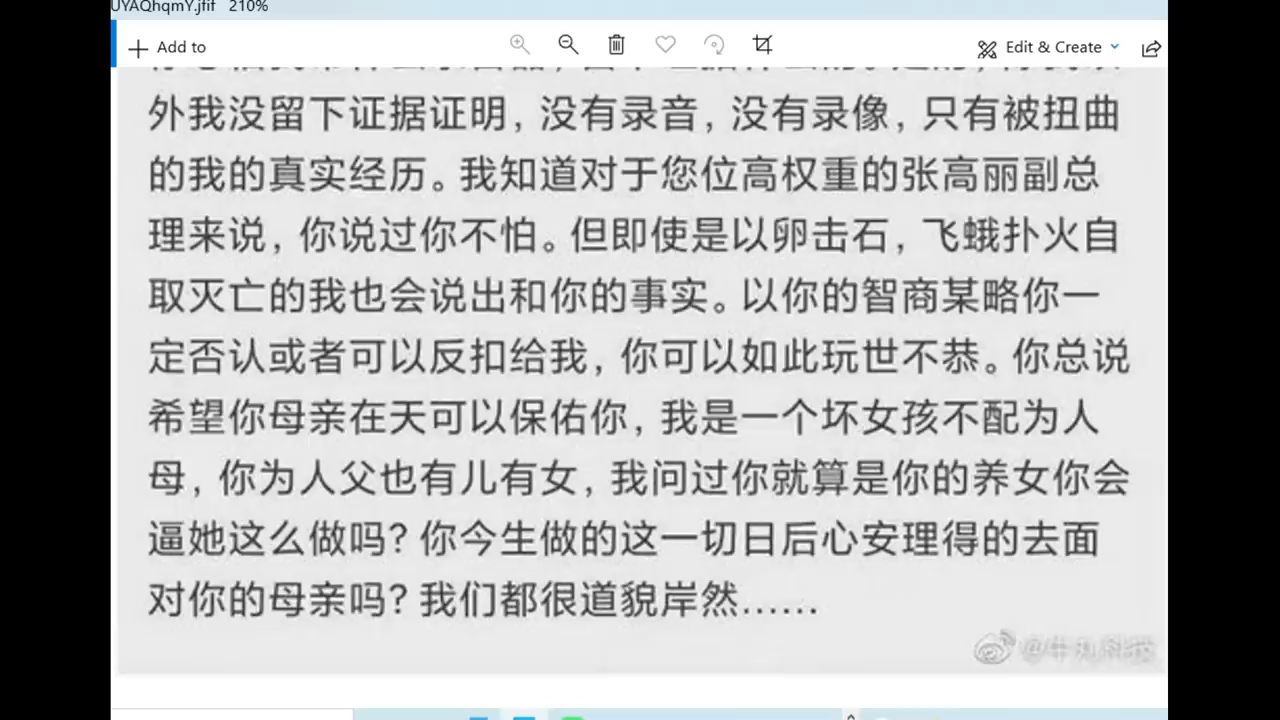 UYAQhqmY.jfif 210%
Add to
Edit & Create
外我没留下证据证明，没有录音，没有录像，只有被扭曲
的我的真实经历。我知道对于您位高权重的张高丽副总
理来说，你说过你不怕。但即使是以卵击石，飞蛾扑火自
取灭亡的我也会说出和你的事实。以你的智商某略你一
定否认或者可以反扣给我，你可以如此玩世不恭。你总说
希望你母亲在天可以保佑你，我是一个坏女孩不配为人
母，你为人父也有儿有女，我问过你就算是你的养女你会
逼她这么做吗？你今生做的这一切日后心安理得的去面
对你的母亲吗？我们都很道貌岸然……